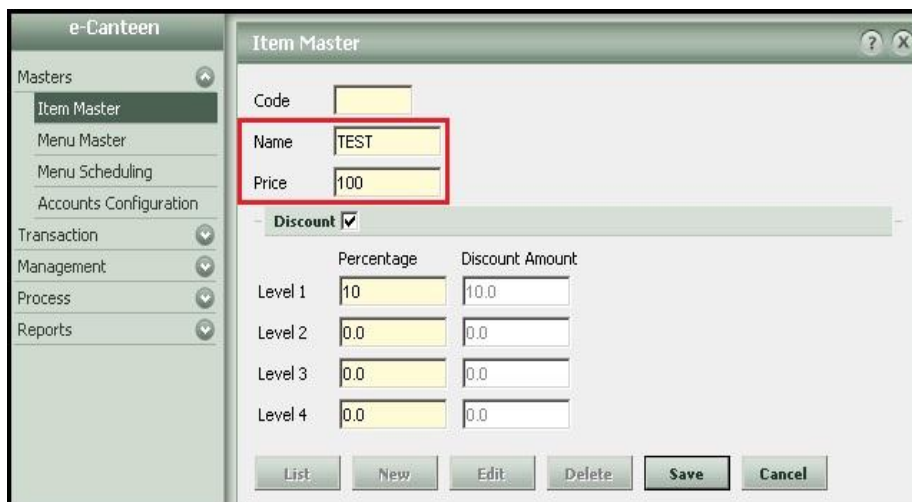 e-Canteen
Masters
Item Master
Menu Master
Menu Scheduling
Accounts Configuration
Transaction
Management
Process
Reports
Item Master
? X
Code
Name TEST
Price 100
Discount
Percentage Discount Amount
Level 1 10 10.0
Level 2 0.0 0.0
Level 3 0.0 0.0
Level 4 0.0 0.0
List New Edit Delete Save Cancel